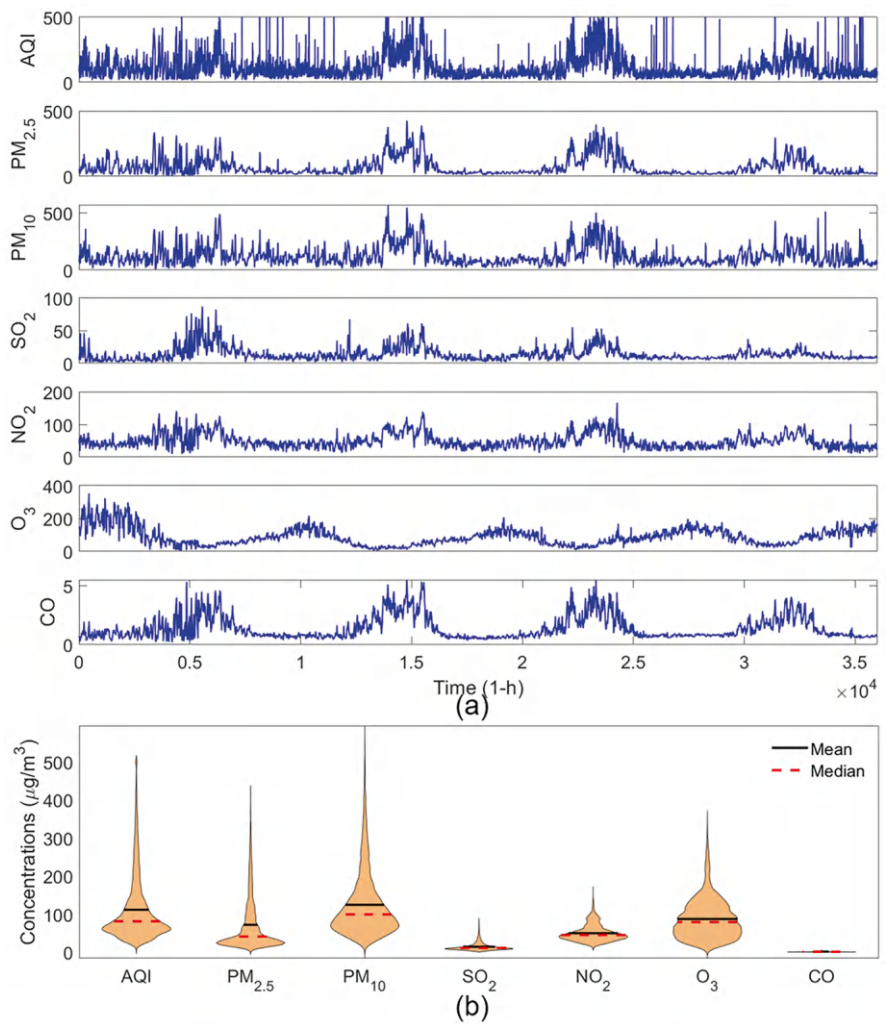 500
AQI
0
500
PM2.5
0
500
PM10
0
100
SO2
50
0
200
NO2
100
0
400
O3
200
0
5
CO
0
0 0.5 1 1.5 2 2.5 3 3.5
Time (1-h) ×10^4
(a)
Concentrations (μg/m³)
500
400
300
200
100
0
Mean
Median
AQI PM2.5 PM10 SO2 NO2 O3 CO
(b)